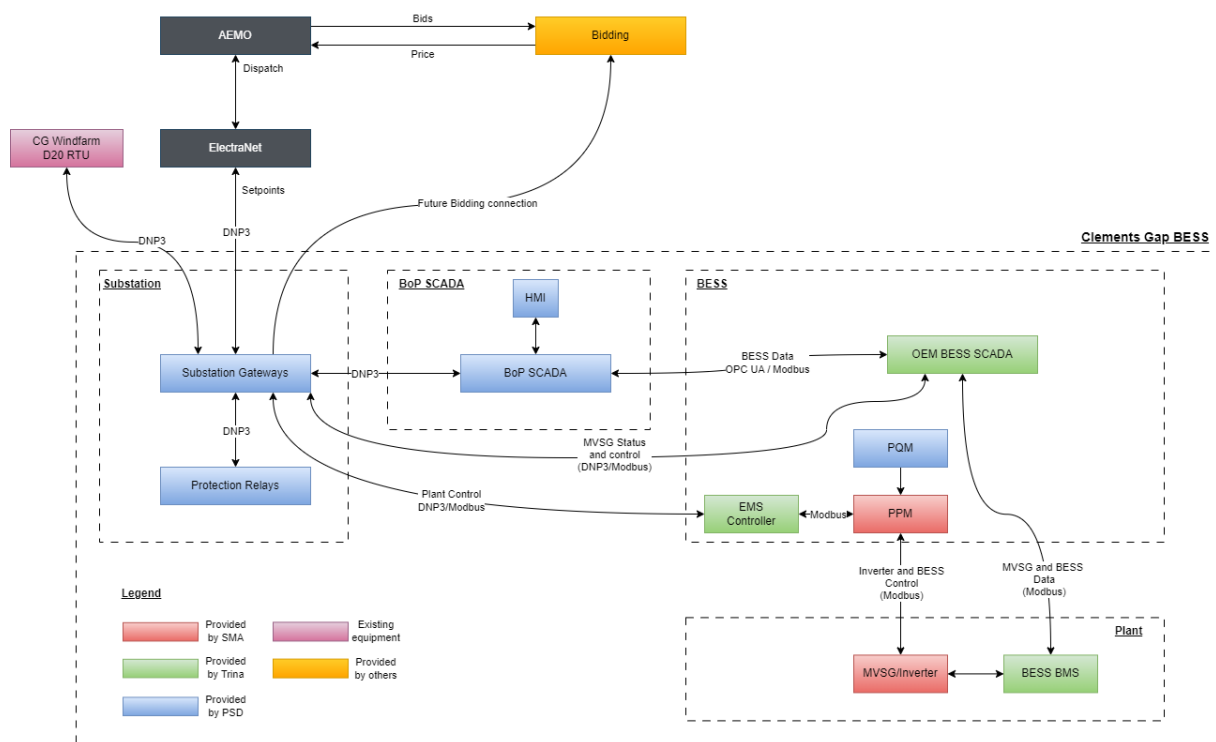 AEMO
Bids
Bidding
Price
Dispatch
CG Windfarm
D20 RTU
ElectraNet
Setpoints
Future Bidding connection
DNP3
DNP3
Clements Gap BESS
Substation
BoP SCADA
BESS
HMI
Substation Gateways
DNP3
BoP SCADA
BESS Data
OPC UA / Modbus
OEM BESS SCADA
DNP3
MVSG Status
and control
(DNP3/Modbus)
PQM
Protection Relays
Plant Control
DNP3/Modbus
EMS
Controller
Modbus
PPM
Inverter and BESS
Control
(Modbus)
MVSG and BESS
Data
(Modbus)
Legend
Provided
by SMA
Existing
equipment
Provided
by Trina
Provided
by others
Provided
by PSD
Plant
MVSG/Inverter
BESS BMS